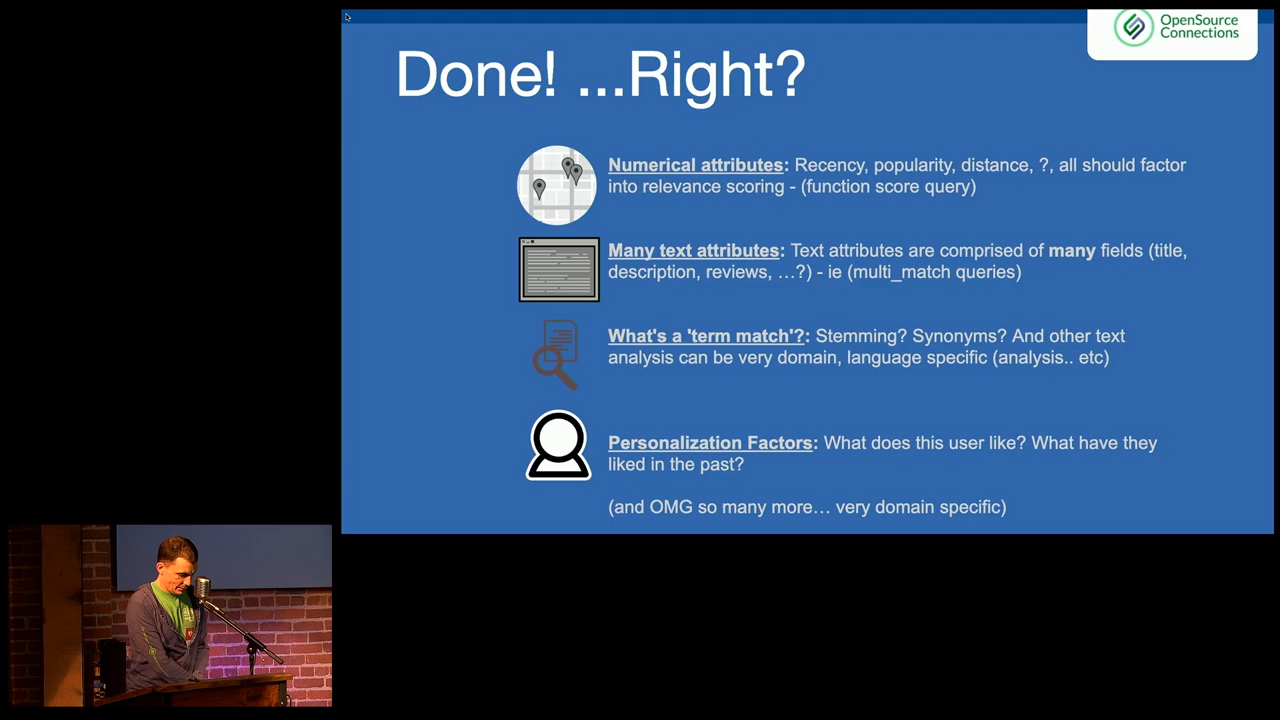 OpenSource
Connections
Done! ...Right?
Numerical attributes: Recency, popularity, distance, ?, all should factor
into relevance scoring - (function score query)
Many text attributes: Text attributes are comprised of many fields (title,
description, reviews, …?) - ie (multi_match queries)
What's a 'term match'?: Stemming? Synonyms? And other text
analysis can be very domain, language specific (analysis.. etc)
Personalization Factors: What does this user like? What have they
liked in the past?
(and OMG so many more… very domain specific)